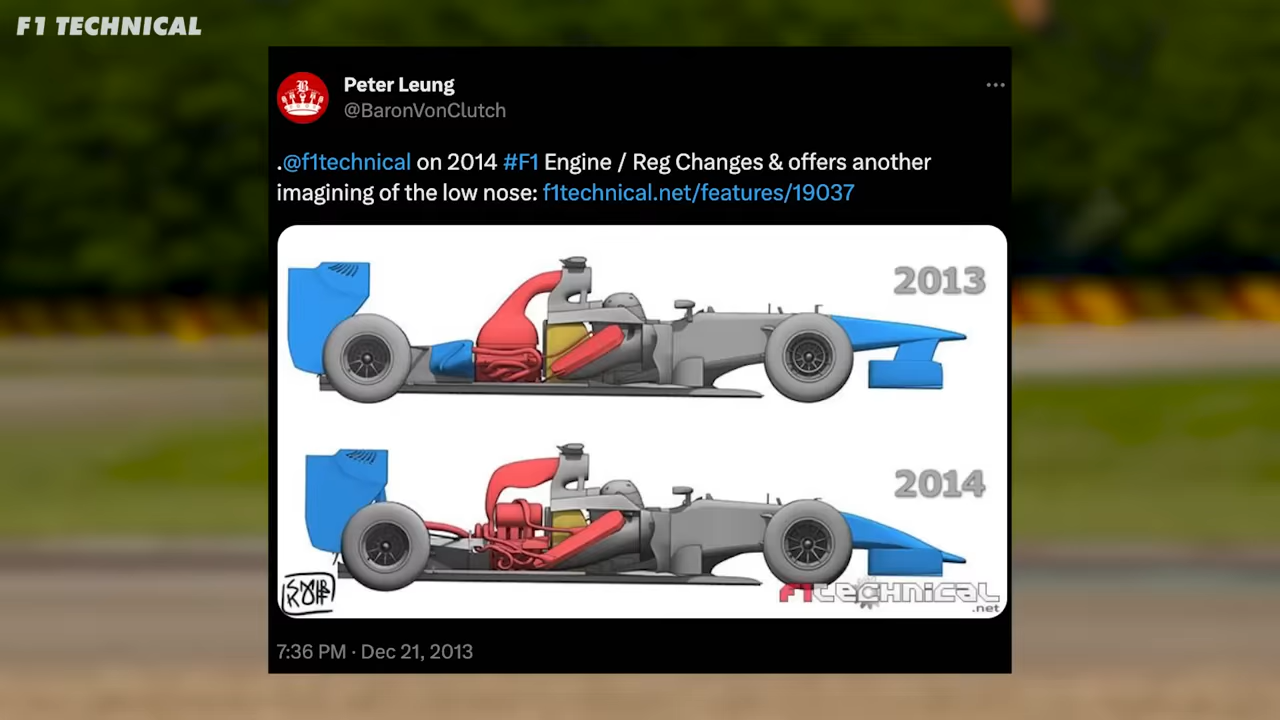 F1 TECHNICAL
Peter Leung
@BaronVonClutch
.@f1technical on 2014 #F1 Engine / Reg Changes & offers another
imagining of the low nose: f1technical.net/features/19037
2013
2014
F1TECHNICAL
.net
7:36 PM · Dec 21, 2013